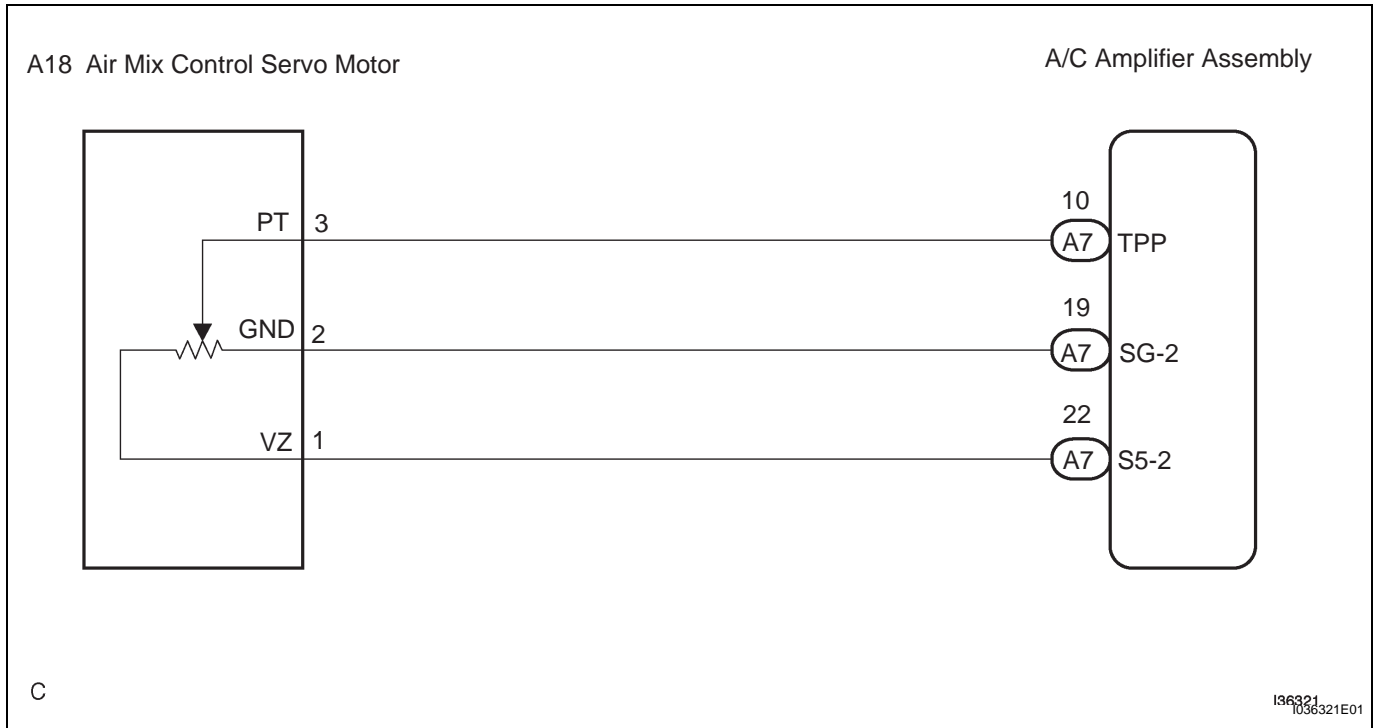 A18 Air Mix Control Servo Motor
A/C Amplifier Assembly
PT 3
10
A7 TPP
GND 2
19
A7 SG-2
VZ 1
22
A7 S5-2
C
I36321
I036321E01